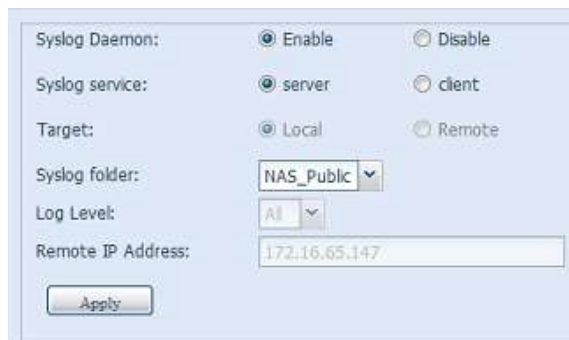 Syslog Daemon: Enable Disable
Syslog service: server client
Target: Local Remote
Syslog folder: NAS_Public
Log Level: All
Remote IP Address: 172.16.65.147
Apply